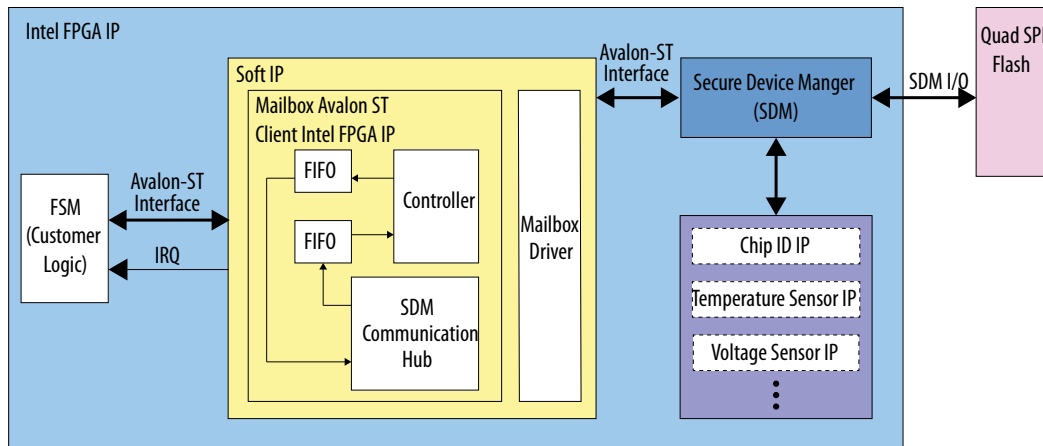 Intel FPGA IP
Soft IP
Mailbox Avalon ST
Client Intel FPGA IP
FIFO
Controller
FIFO
SDM
Communication
Hub
Mailbox
Driver
FSM
(Customer
Logic)
Avalon-ST
Interface
IRQ
Avalon-ST
Interface
Secure Device Manger
(SDM)
SDM I/O
Quad SPI
Flash
Chip ID IP
Temperature Sensor IP
Voltage Sensor IP